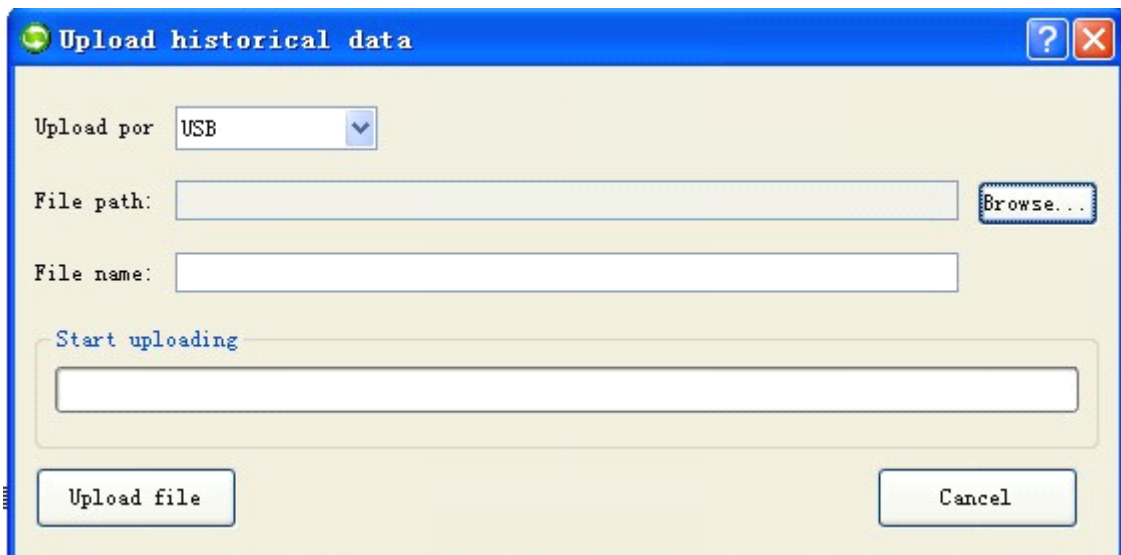 Upload historical data
Upload por USB
File path: Browse...
File name:
Start uploading
Upload file Cancel